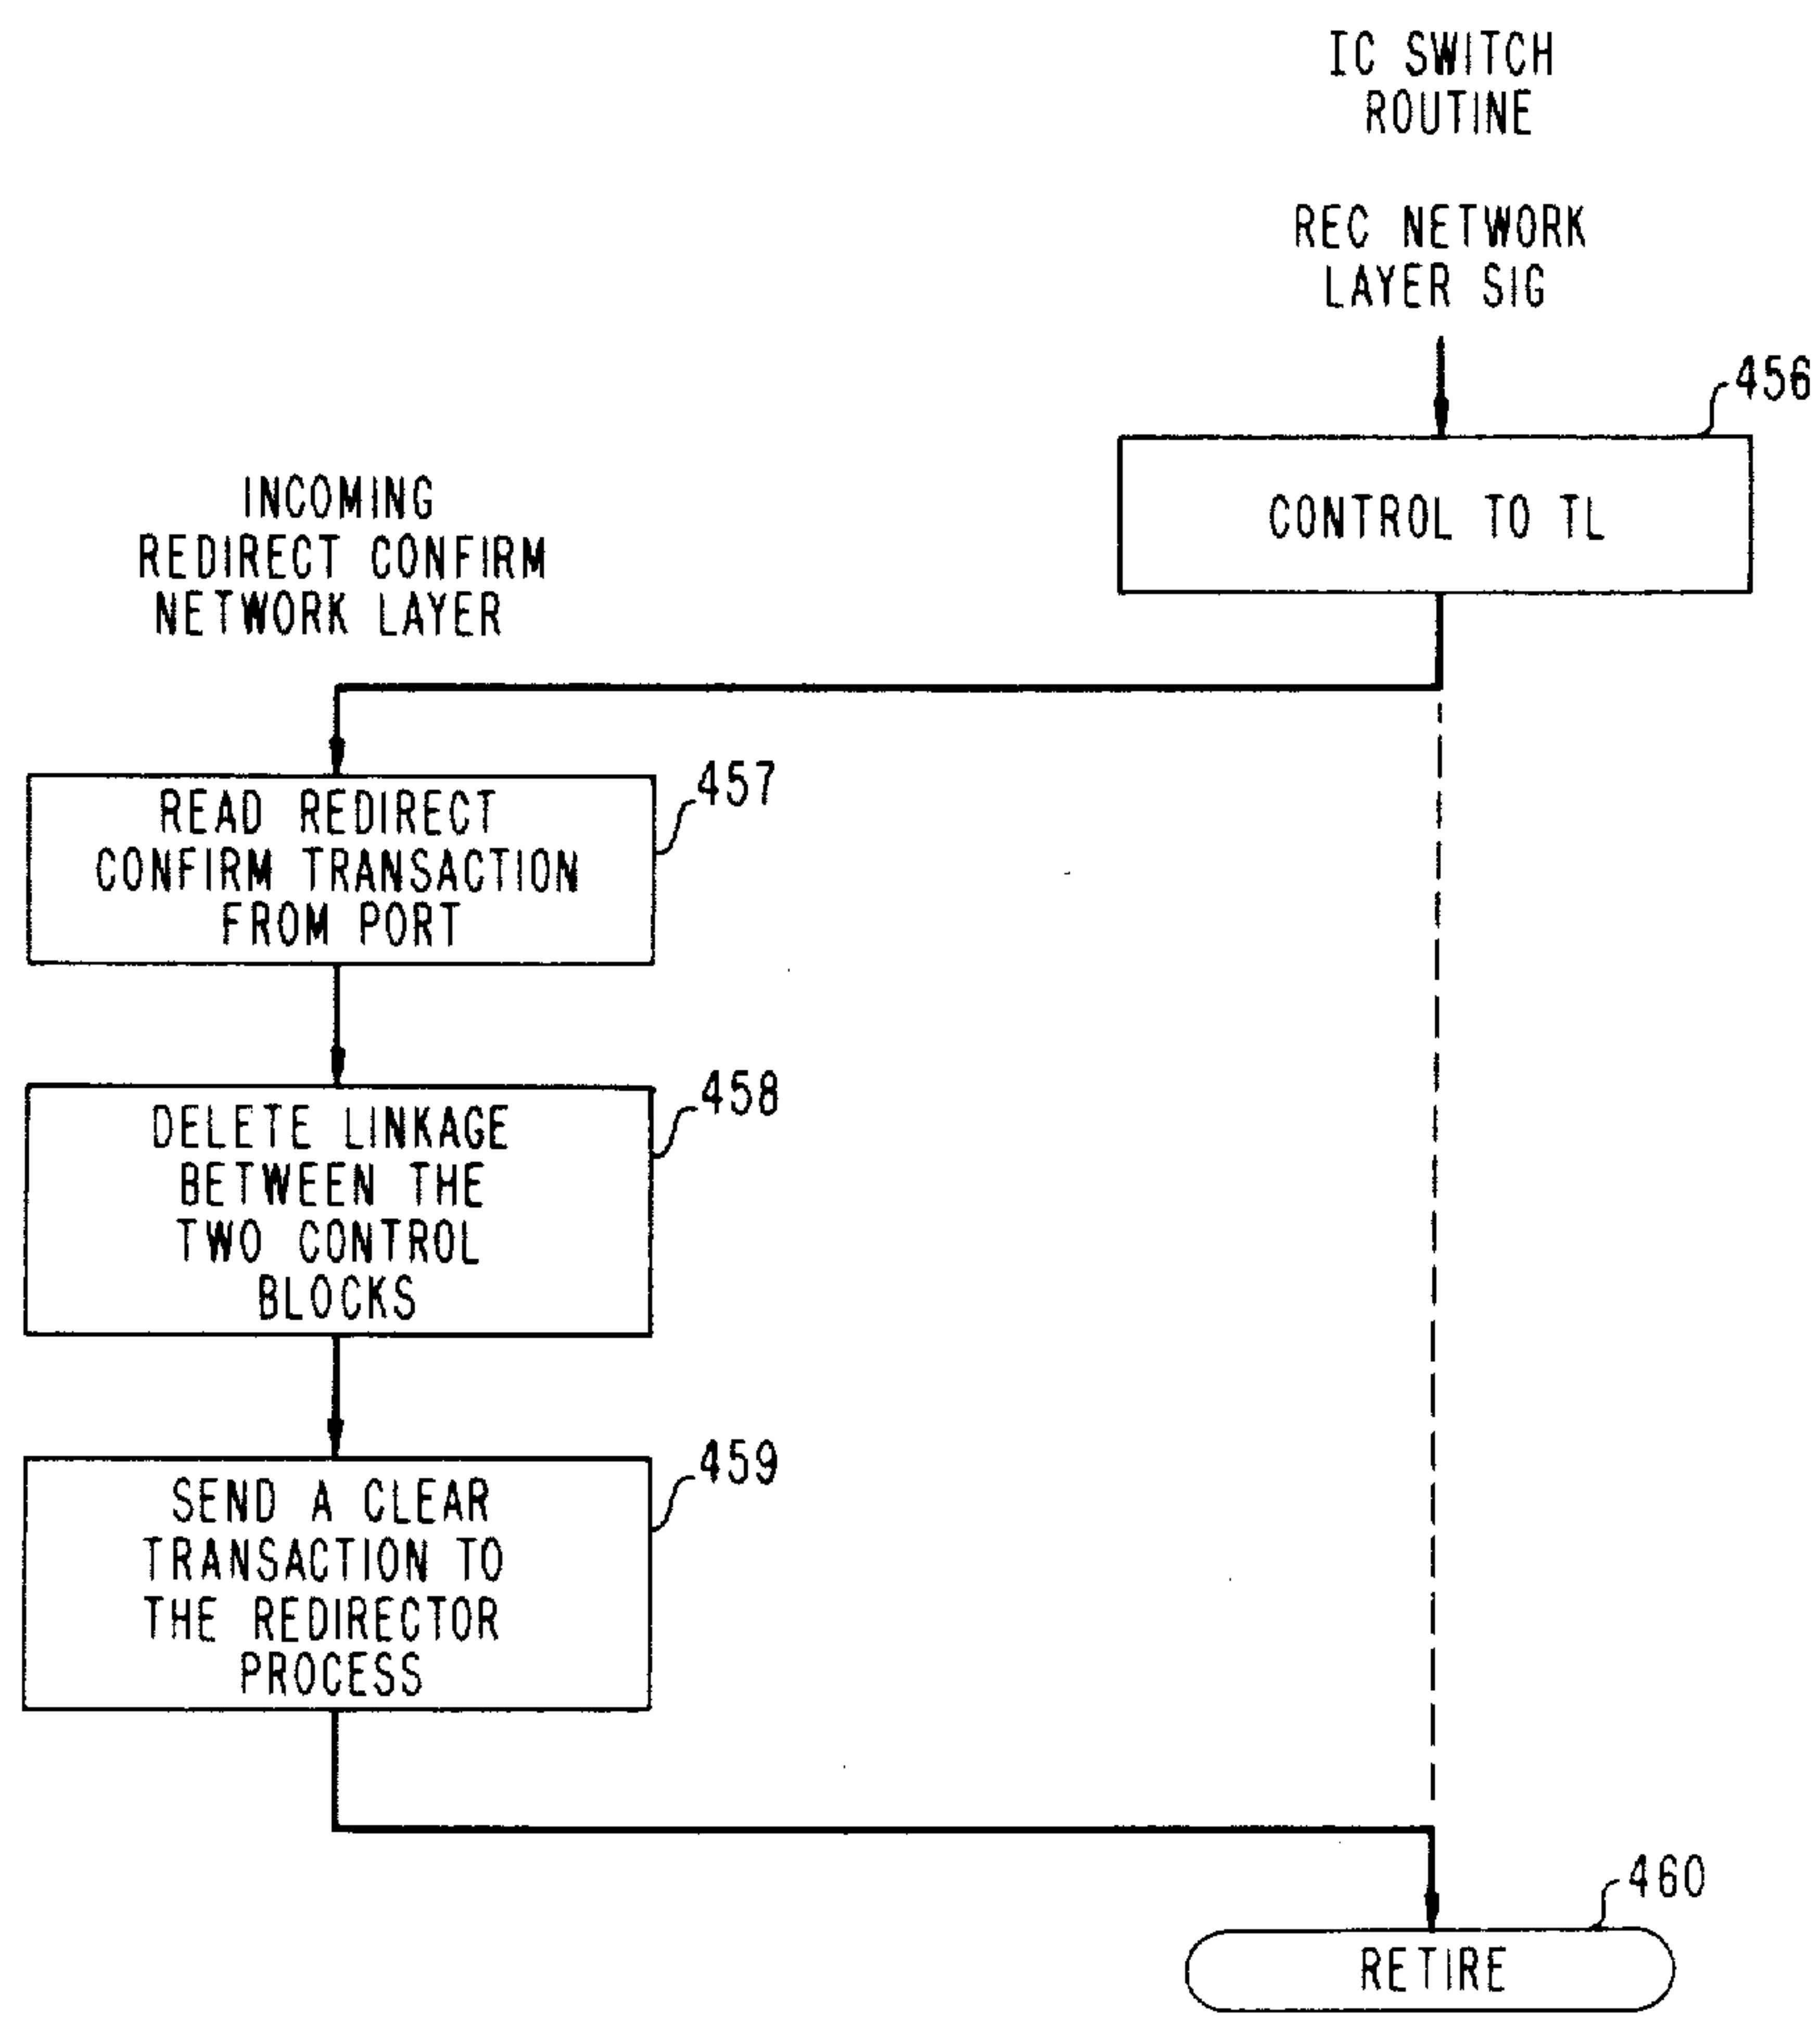 IC SWITCH
ROUTINE
REC NETWORK
LAYER SIG
456
CONTROL TO TL
INCOMING
REDIRECT CONFIRM
NETWORK LAYER
457
READ REDIRECT
CONFIRM TRANSACTION
FROM PORT
458
DELETE LINKAGE
BETWEEN THE
TWO CONTROL
BLOCKS
459
SEND A CLEAR
TRANSACTION TO
THE REDIRECTOR
PROCESS
460
RETIRE